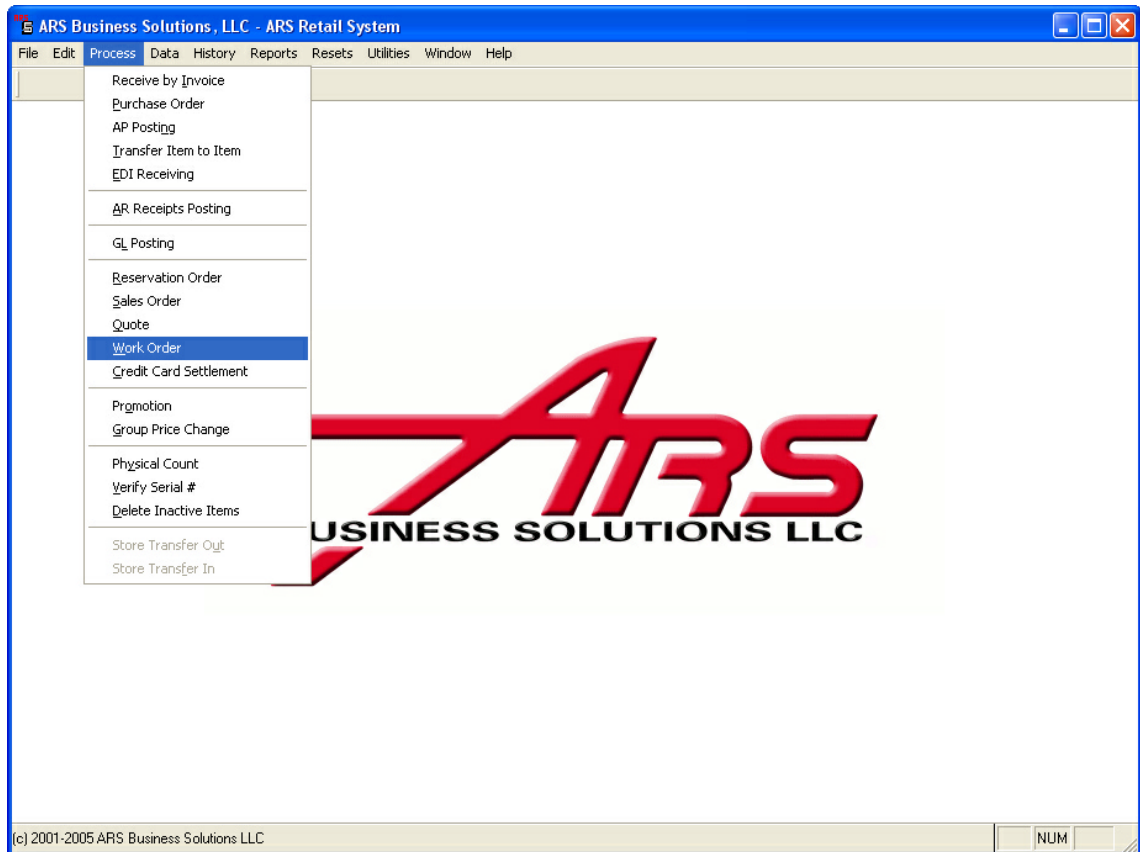 ARS Business Solutions, LLC - ARS Retail System
File Edit Process Data History Reports Resets Utilities Window Help
Receive by Invoice
Purchase Order
AP Posting
Transfer Item to Item
EDI Receiving
AR Receipts Posting
GL Posting
Reservation Order
Sales Order
Quote
Work Order
Credit Card Settlement
Promotion
Group Price Change
Physical Count
Verify Serial #
Delete Inactive Items
Store Transfer Out
Store Transfer In
ARS
USINESS SOLUTIONS LLC
(c) 2001-2005 ARS Business Solutions LLC NUM